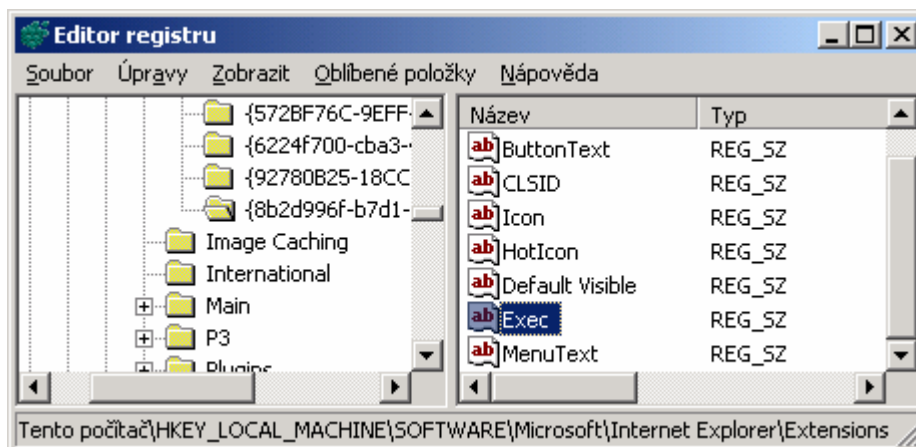 Editor registru
Soubor Úpravy Zobrazit Oblíbené položky Nápověda
{572BF76C-9EFF-
{6224f700-cba3-
{92780B25-18CC
{8b2d996f-b7d1-
Image Caching
International
Main
P3
Plugins
Název Typ
ButtonText REG_SZ
CLSID REG_SZ
Icon REG_SZ
HotIcon REG_SZ
Default Visible REG_SZ
Exec REG_SZ
MenuText REG_SZ
Tento počítač\HKEY_LOCAL_MACHINE\SOFTWARE\Microsoft\Internet Explorer\Extensions